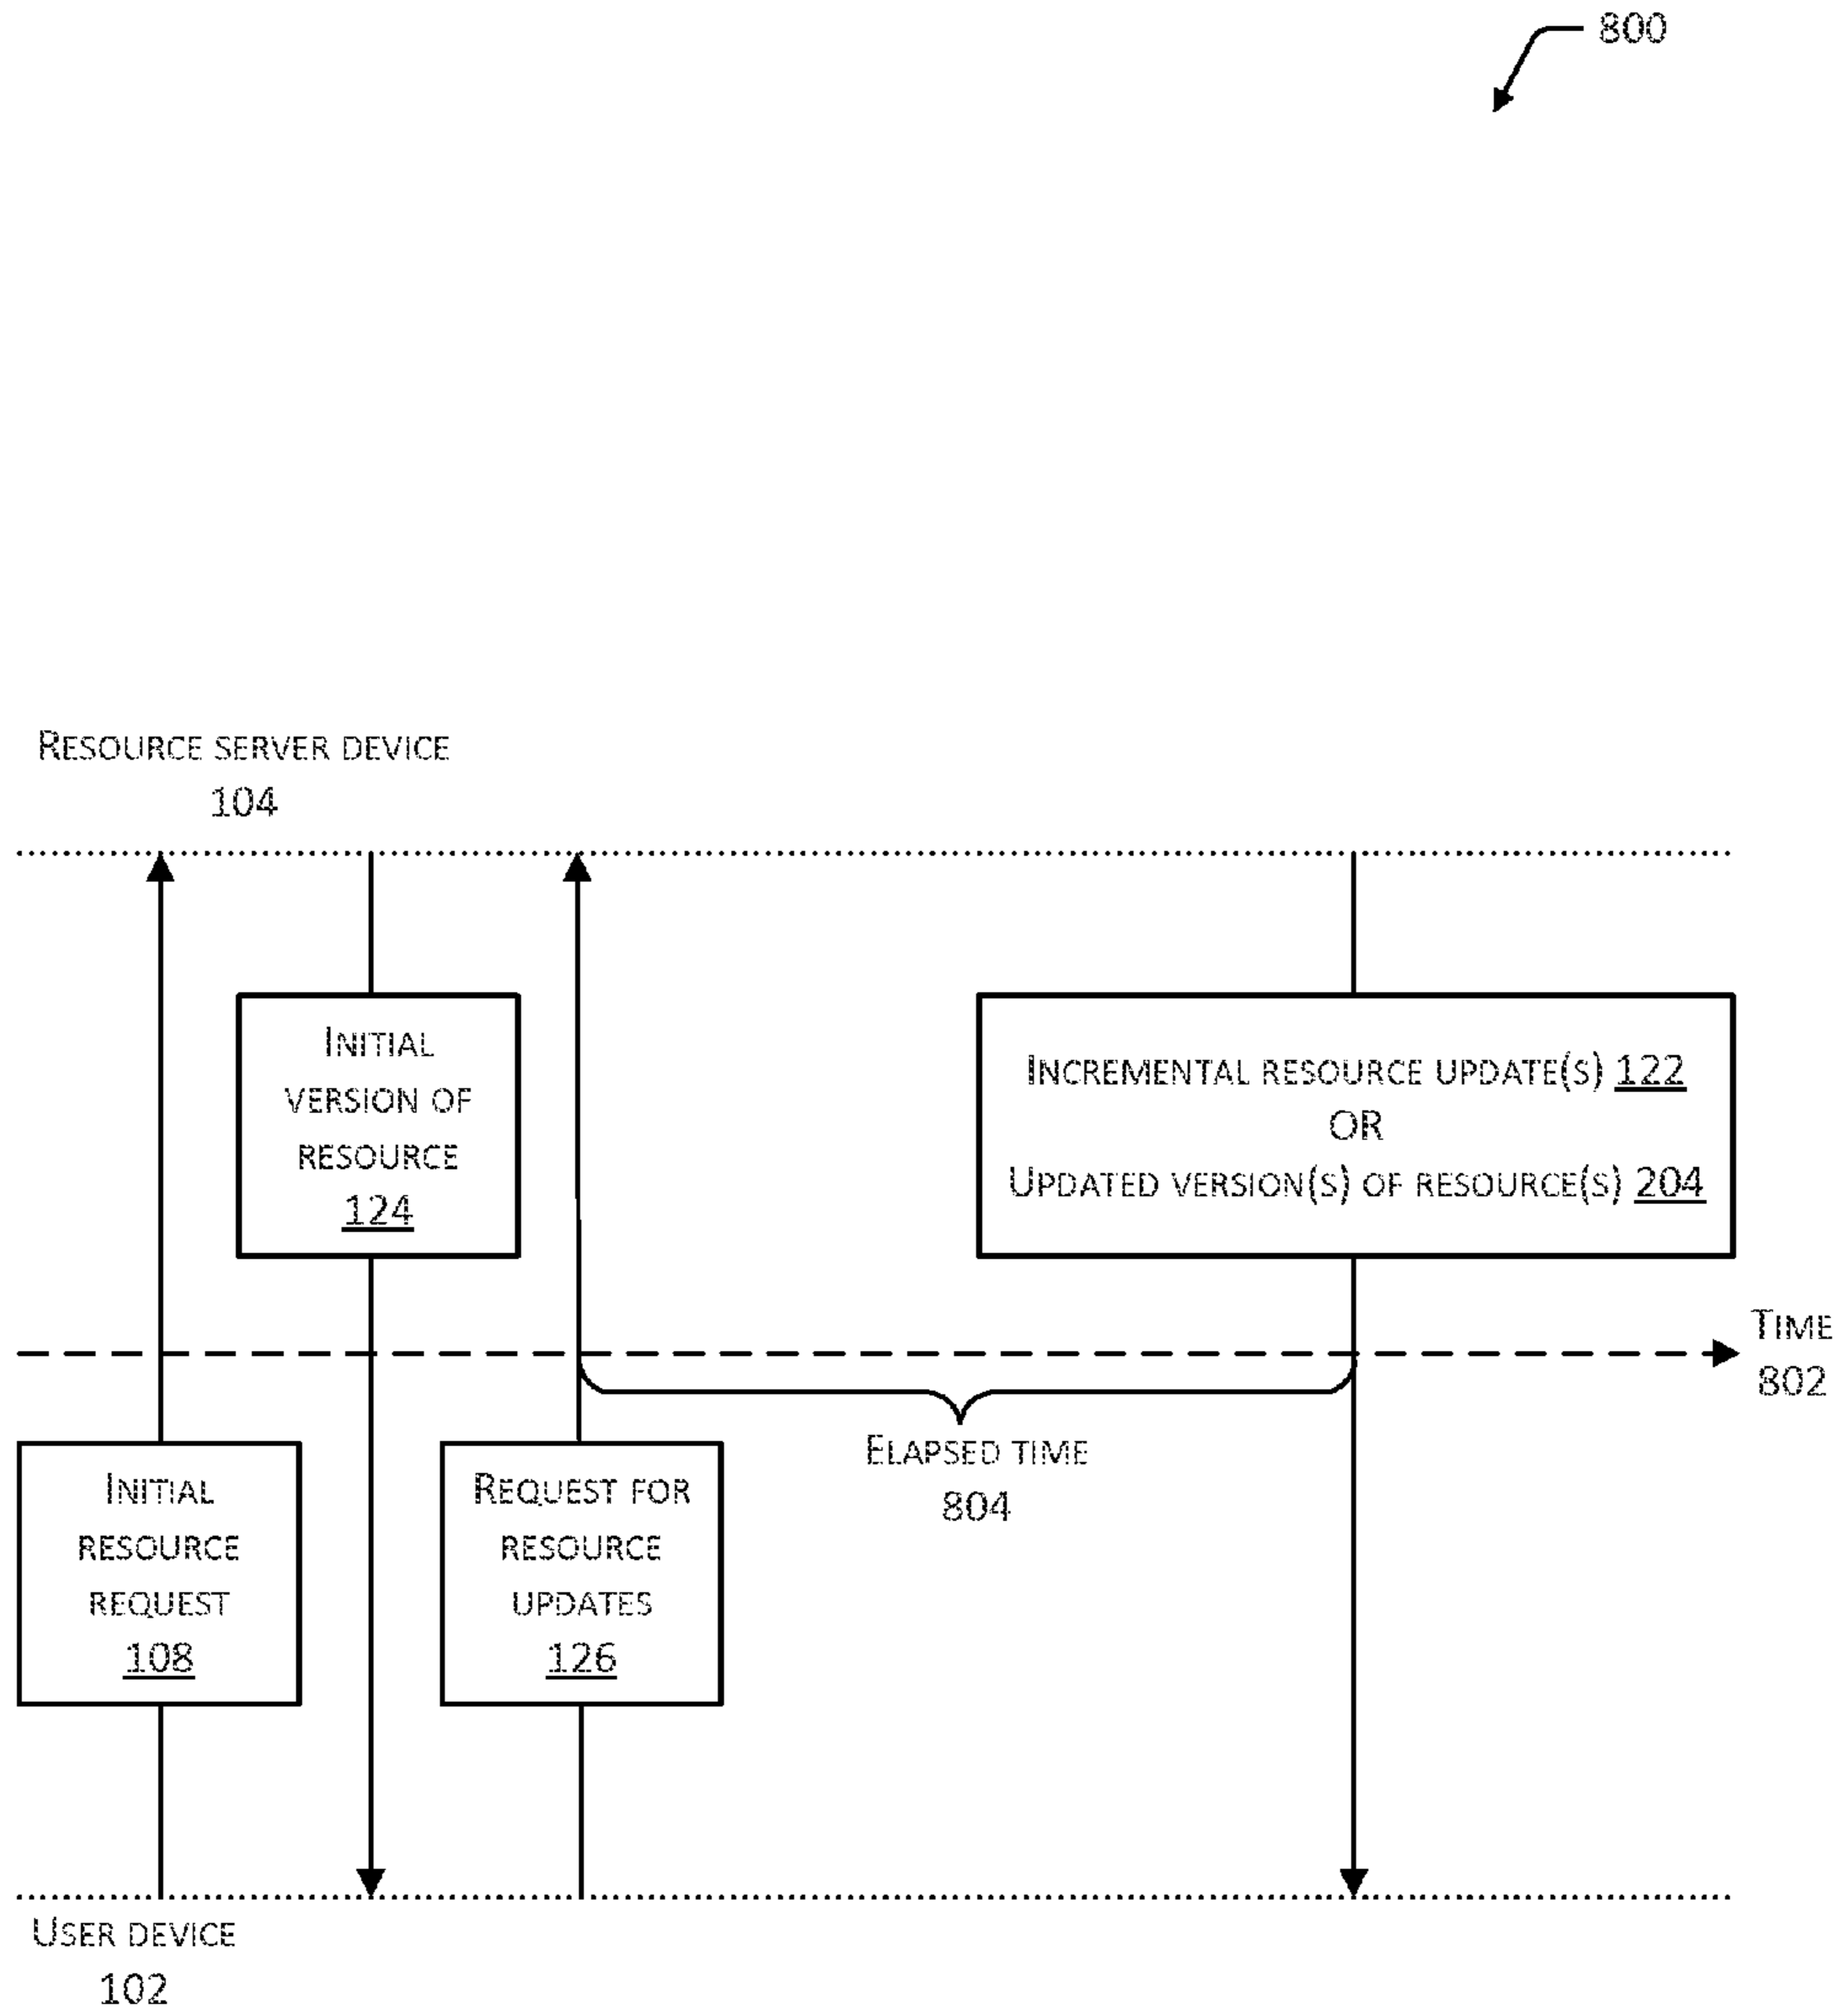 800
Resource server device
104
Initial
version of
resource
124
Incremental resource update(s) 122
OR
Updated version(s) of resource(s) 204
Time
802
Elapsed time
804
Initial
resource
request
108
Request for
resource
updates
126
User device
102